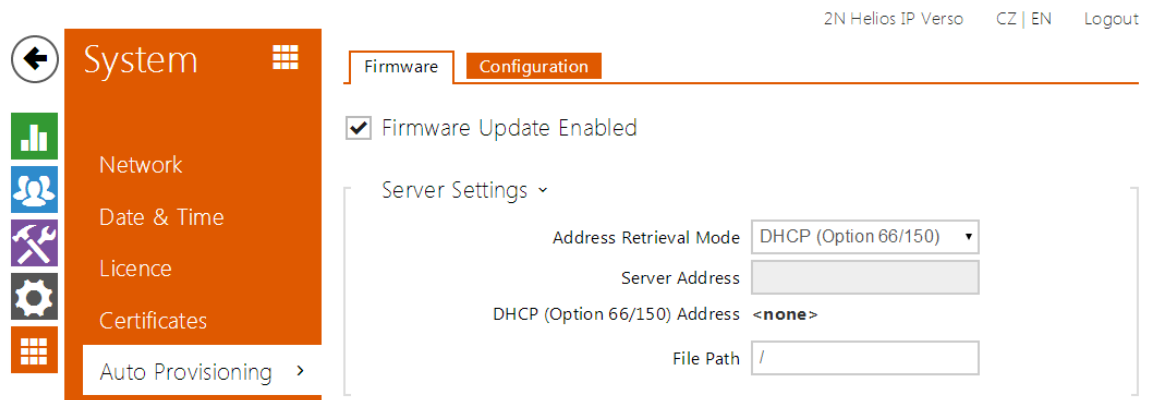 2N Helios IP Verso CZ | EN Logout
System
Firmware Configuration
Firmware Update Enabled
Network
Server Settings
Date & Time
Address Retrieval Mode DHCP (Option 66/150)
Licence
Server Address
Certificates
DHCP (Option 66/150) Address <none>
File Path /
Auto Provisioning